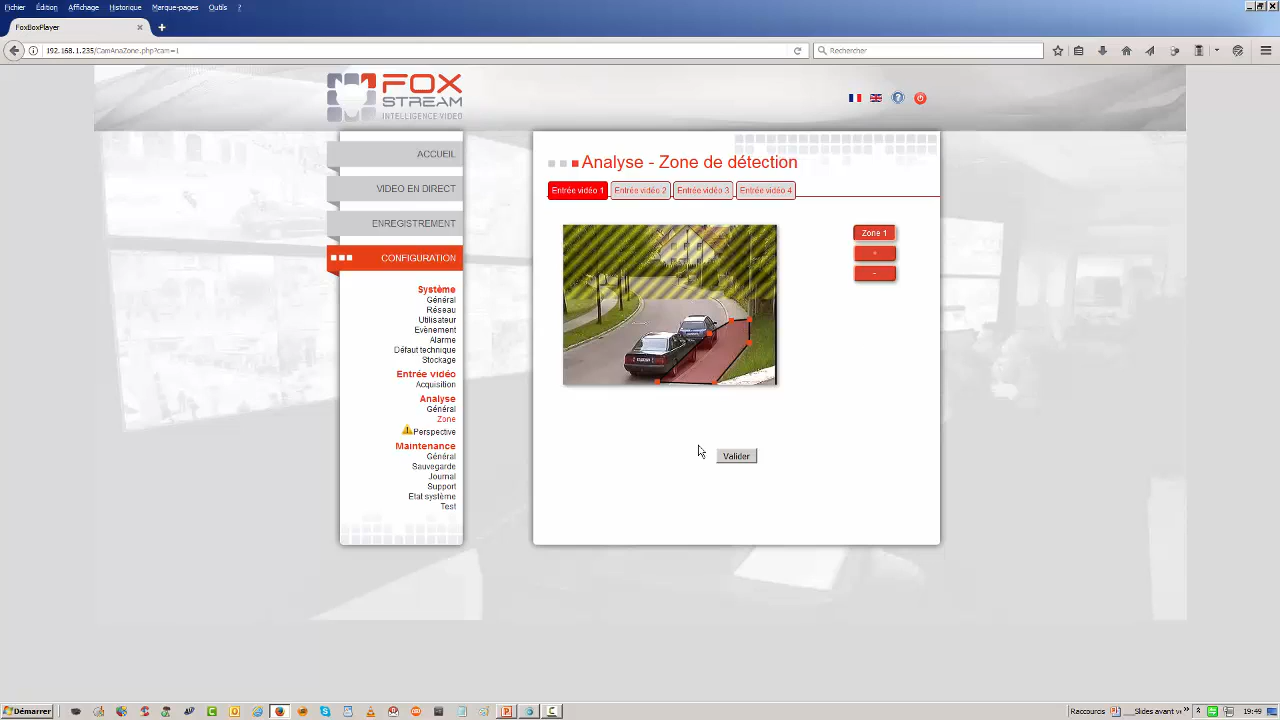 Fichier Édition Affichage Historique Marque-pages Outils ?
FoxBoxPlayer
192.168.1.235/CamAnaZone.php?cam=1
Rechercher
FOX
STREAM
INTELLIGENCE VIDEO
ACCUEIL
VIDEO EN DIRECT
ENREGISTREMENT
CONFIGURATION
Système
Général
Réseau
Utilisateur
Evènement
Alarme
Défaut technique
Stockage
Entrée vidéo
Acquisition
Analyse
Général
Zone
Perspective
Maintenance
Général
Sauvegarde
Journal
Support
Etat système
Test
Analyse - Zone de détection
Entrée vidéo 1 Entrée vidéo 2 Entrée vidéo 3 Entrée vidéo 4
Zone 1
+
-
Valider
Démarrer
Raccourcis
__Slides avant v
19:49